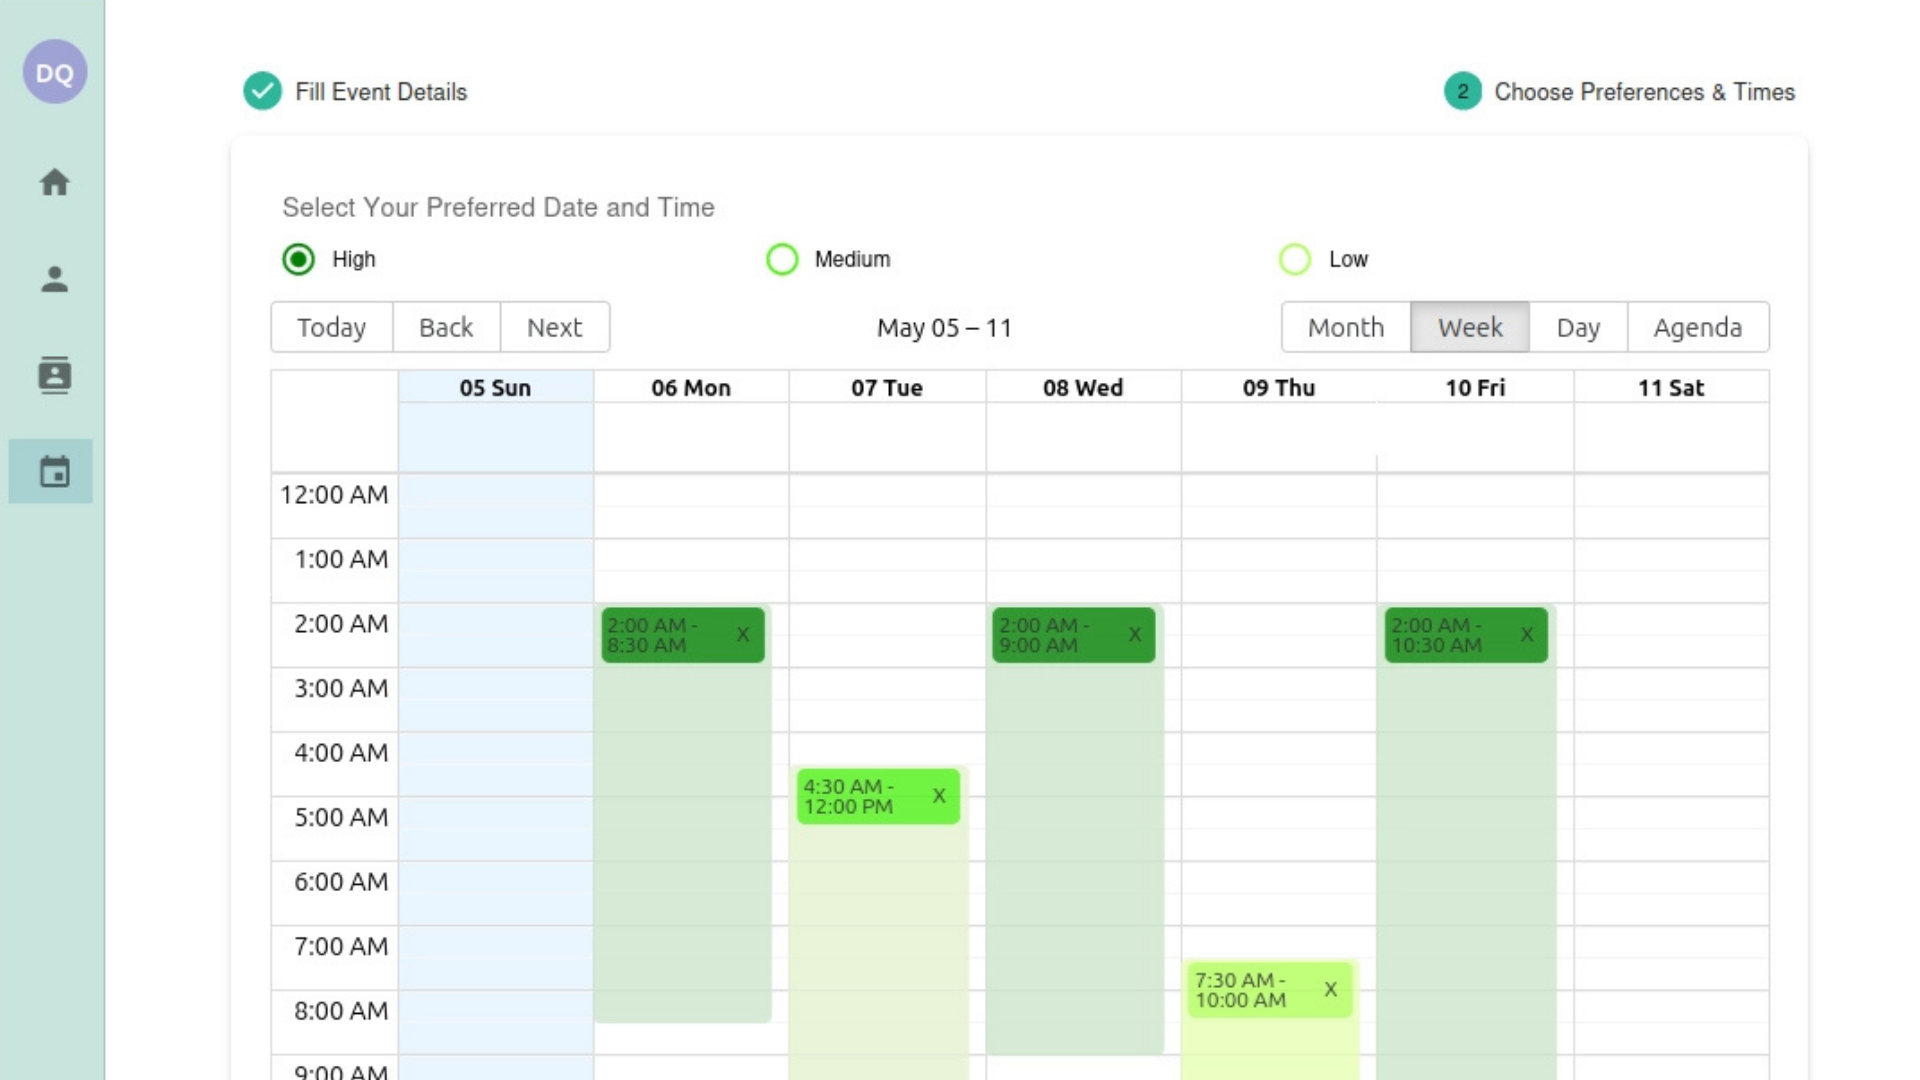 DQ
Fill Event Details
2 Choose Preferences & Times
Select Your Preferred Date and Time
High Medium Low
Today Back Next May 05 – 11 Month Week Day Agenda
05 Sun 06 Mon 07 Tue 08 Wed 09 Thu 10 Fri 11 Sat
12:00 AM
1:00 AM
2:00 AM
2:00 AM -
8:30 AM
X
2:00 AM -
9:00 AM
X
2:00 AM -
10:30 AM
X
3:00 AM
4:00 AM
4:30 AM -
12:00 PM
X
5:00 AM
6:00 AM
7:00 AM
7:30 AM -
10:00 AM
X
8:00 AM
9:00 AM